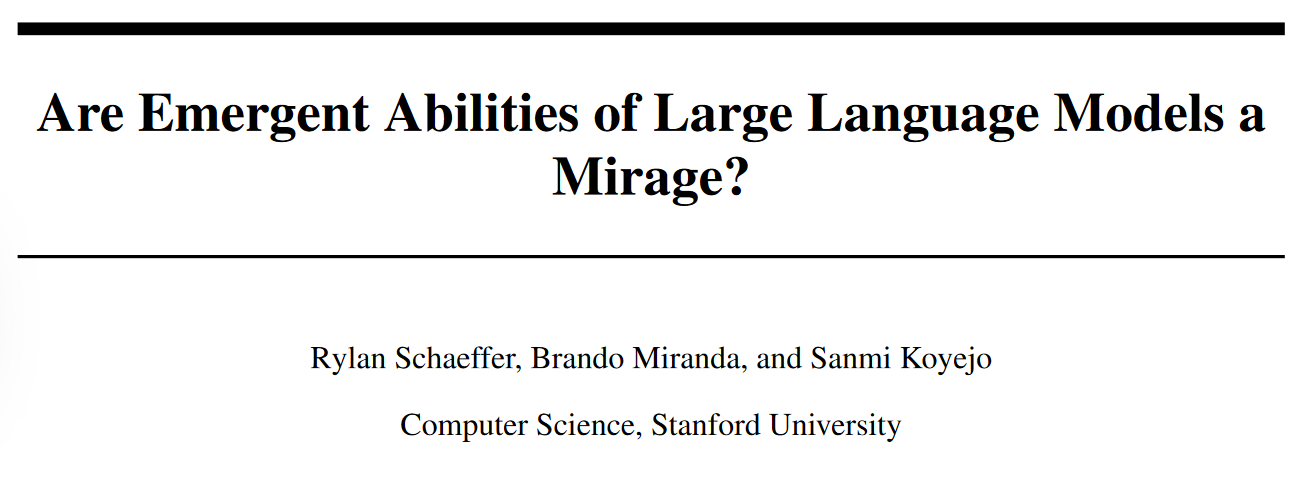 Are Emergent Abilities of Large Language Models a
Mirage?
Rylan Schaeffer, Brando Miranda, and Sanmi Koyejo
Computer Science, Stanford University